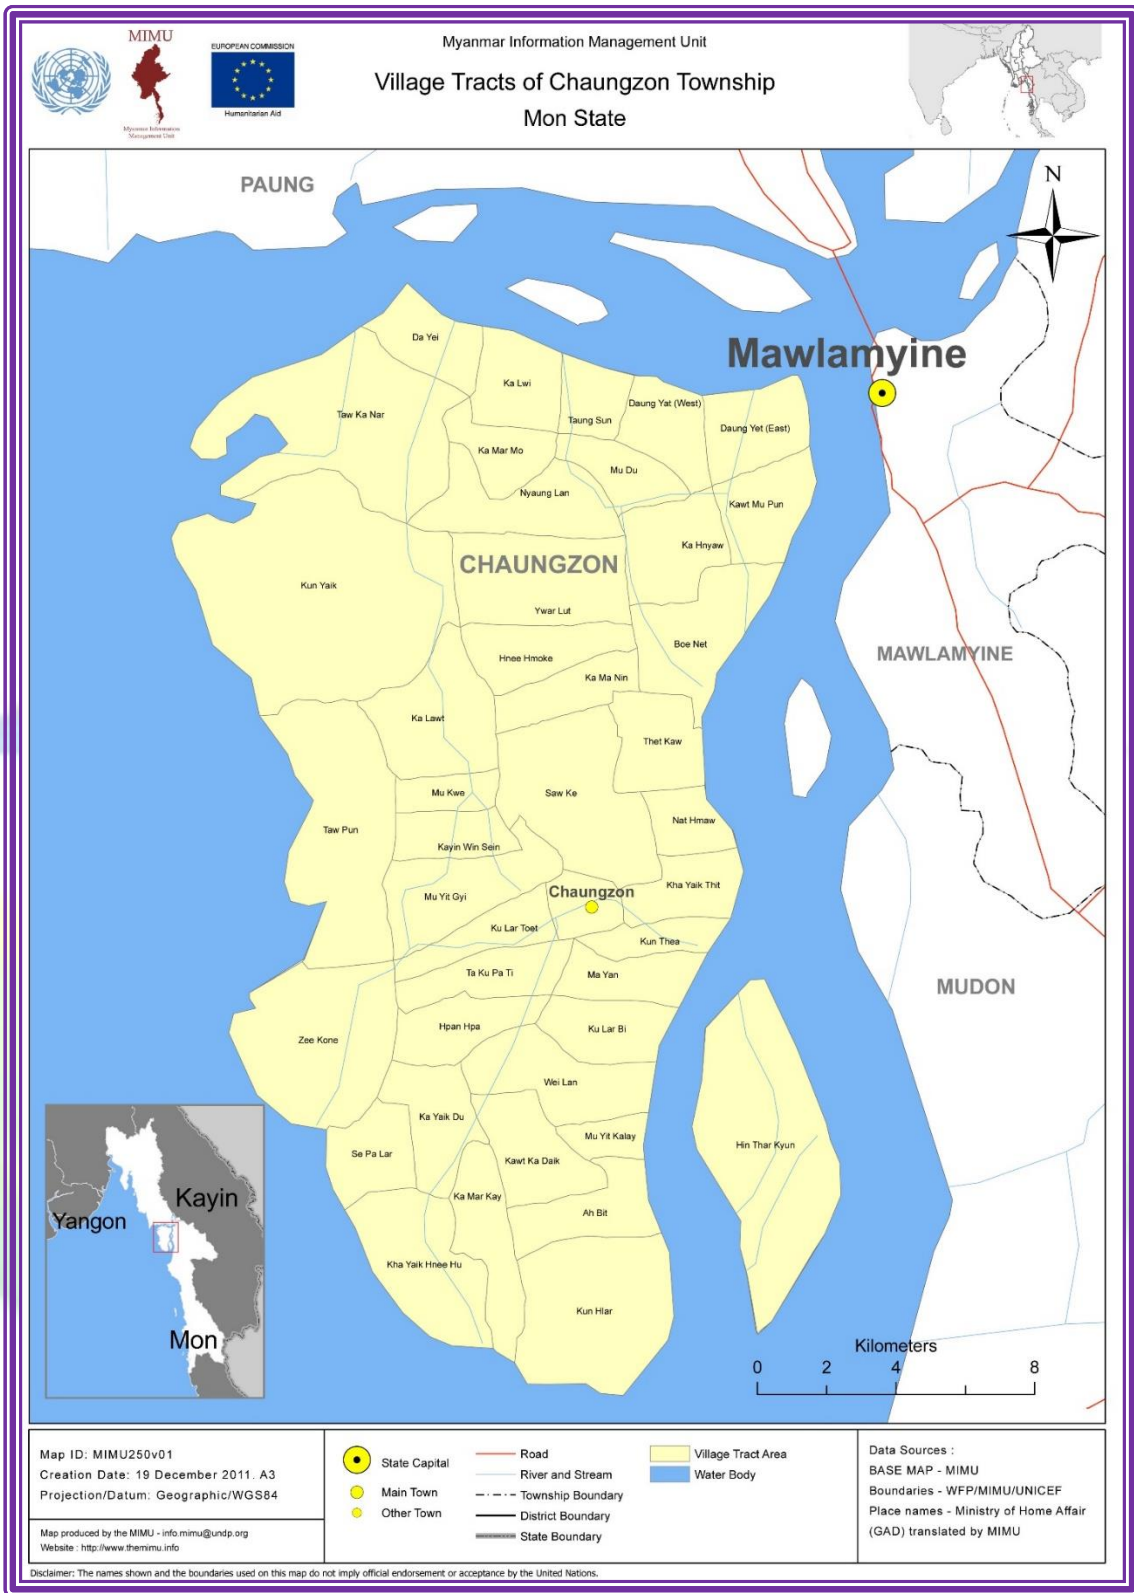 MIMU
Myanmar Information
Management Unit
EUROPEAN COMMISSION
Humanitarian Aid
Myanmar Information Management Unit
Village Tracts of Chaungzon Township
Mon State
PAUNG
N
Mawlamyine
Da Yei
Ka Lwi
Taw Ka Nar
Taung Sun
Daung Yat (West)
Daung Yet (East)
Ka Mar Mo
Mu Du
Nyaung Lan
Kawt Mu Pun
Ka Hnyaw
CHAUNGZON
Kun Yaik
Ywar Lut
Boe Net
MAWLAMYINE
Hnee Hmoke
Ka Ma Nin
Ka Lawt
Thet Kaw
Mu Kwe
Saw Ke
Taw Pun
Nat Hmaw
Kayin Win Sein
Kha Yaik Thit
Chaungzon
Mu Yit Gyi
Ku Lar Toet
Kun Thea
Ta Ku Pa Ti
Ma Yan
MUDON
Hpan Hpa
Ku Lar Bi
Zee Kone
Wei Lan
Ka Yaik Du
Mu Yit Kalay
Hin Thar Kyun
Se Pa Lar
Kawt Ka Daik
Ka Mar Kay
Ah Bit
Kha Yaik Hnee Hu
Kun Hlar
Kayin
Yangon
Mon
Kilometers
0 2 4 8
Map ID: MIMU250v01
Creation Date: 19 December 2011. A3
Projection/Datum: Geographic/WGS84
Map produced by the MIMU - info.mimu@undp.org
Website : http://www.themimu.info
State Capital
Main Town
Other Town
Road
River and Stream
Township Boundary
District Boundary
State Boundary
Village Tract Area
Water Body
Data Sources :
BASE MAP - MIMU
Boundaries - WFP/MIMU/UNICEF
Place names - Ministry of Home Affair
(GAD) translated by MIMU
Disclaimer: The names shown and the boundaries used on this map do not imply official endorsement or acceptance by the United Nations.